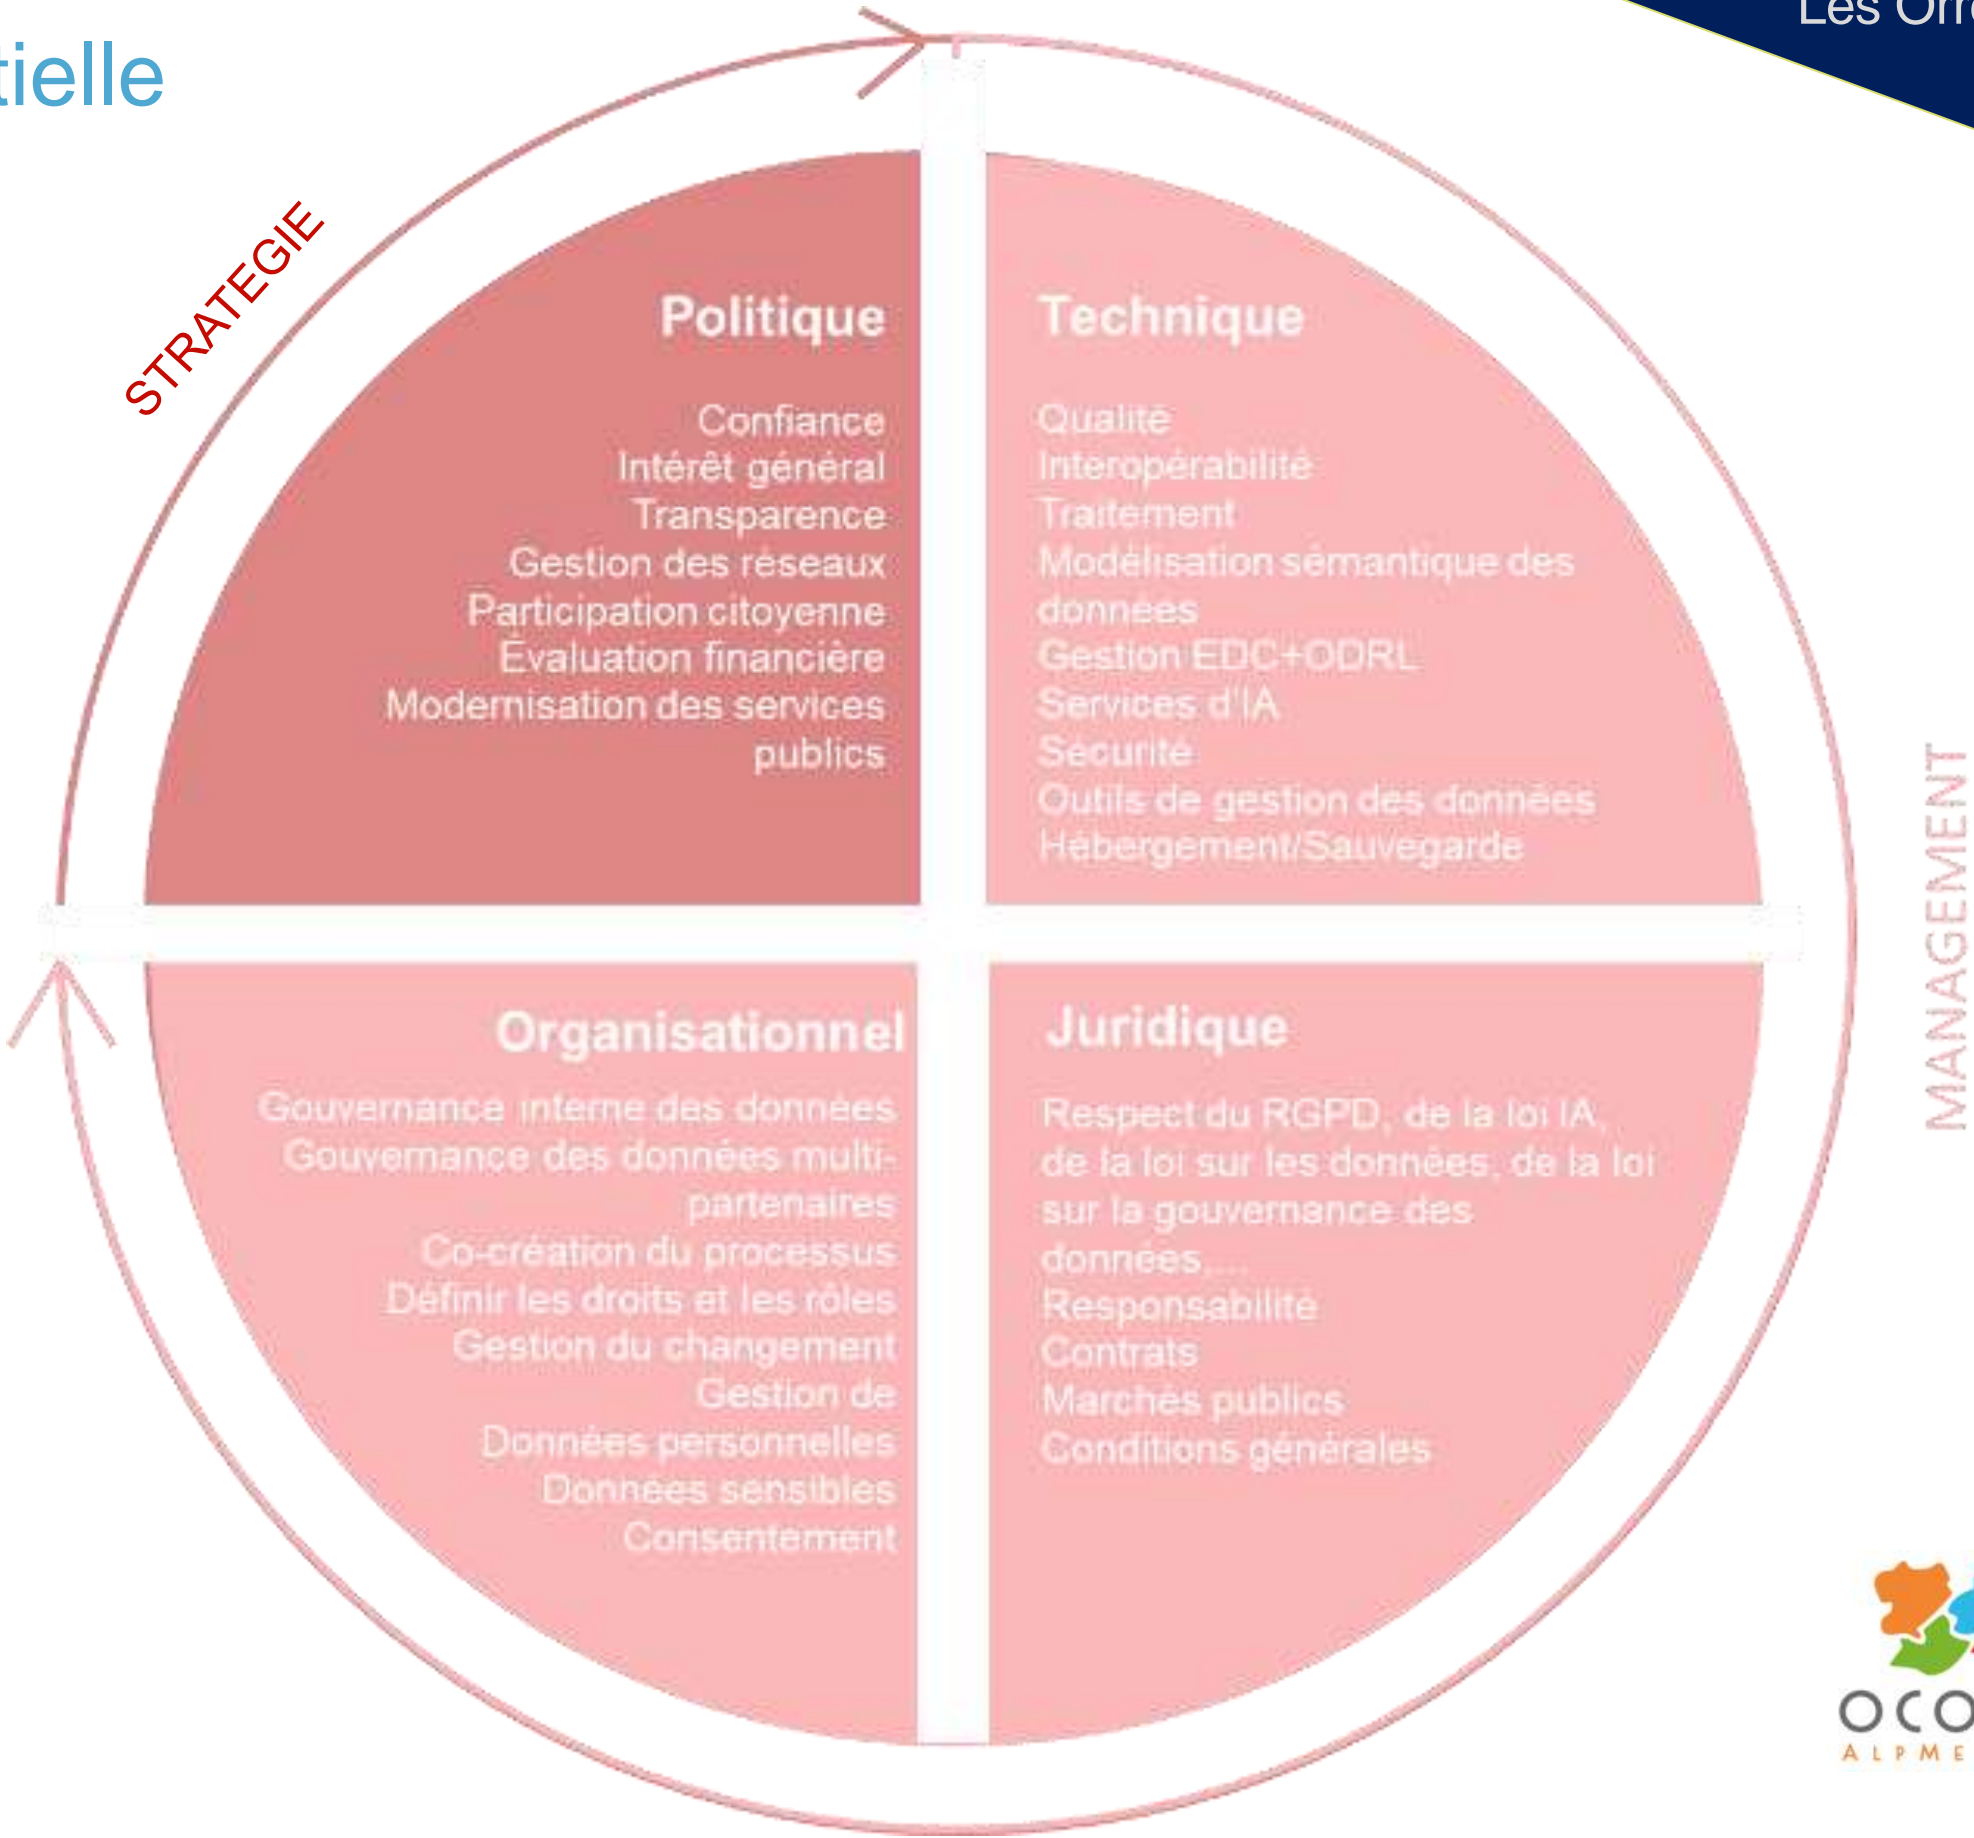 tielle
Les Orr
STRATEGIE
Politique
Confiance
Intérêt général
Transparence
Gestion des réseaux
Participation citoyenne
Évaluation financière
Modernisation des services
publics
Technique
Qualité
Interopérabilité
Traitement
Modélisation sémantique des
données
Gestion EDC+ODRL
Services d'IA
Sécurité
Outils de gestion des données
Hébergement/Sauvegarde
MANAGEMENT
Organisationnel
Gouvernance interne des données
Gouvernance des données multi-
partenaires
Co-création du processus
Définir les droits et les rôles
Gestion du changement
Gestion de
Données personnelles
Données sensibles
Consentement
Juridique
Respect du RGPD, de la loi IA,
de la loi sur les données, de la loi
sur la gouvernance des
données,...
Responsabilité
Contrats
Marchés publics
Conditions générales
OCO
ALPME